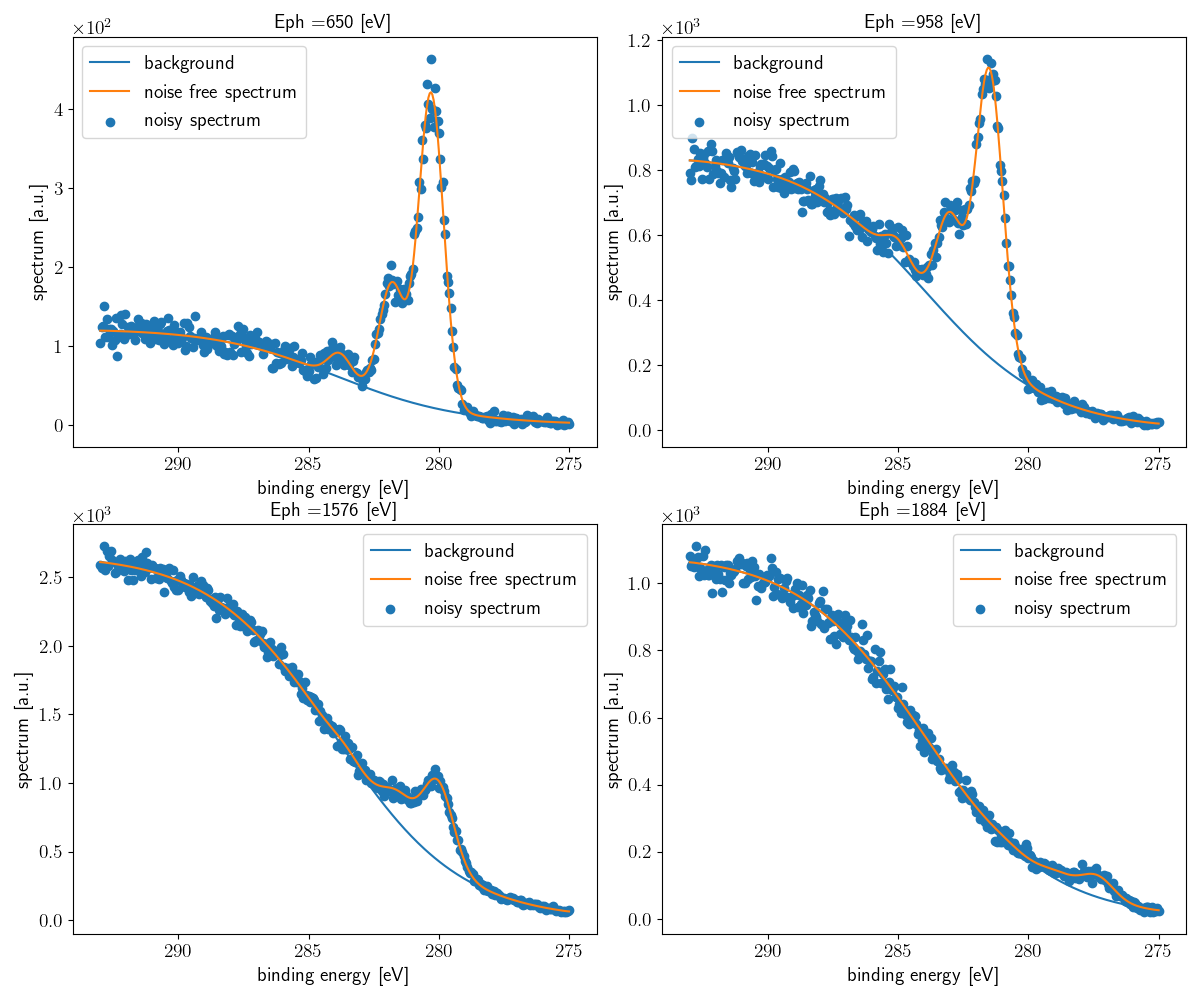 ×10²
Eph =650 [eV]
background
noise free spectrum
noisy spectrum
spectrum [a.u.]
4
3
2
1
0
290
285
280
275
binding energy [eV]
×10³
Eph =958 [eV]
background
noise free spectrum
noisy spectrum
spectrum [a.u.]
1.2
1.0
0.8
0.6
0.4
0.2
0.0
290
285
280
275
binding energy [eV]
×10³
Eph =1576 [eV]
background
noise free spectrum
noisy spectrum
spectrum [a.u.]
2.5
2.0
1.5
1.0
0.5
0.0
290
285
280
275
binding energy [eV]
×10³
Eph =1884 [eV]
background
noise free spectrum
noisy spectrum
spectrum [a.u.]
1.0
0.8
0.6
0.4
0.2
0.0
290
285
280
275
binding energy [eV]